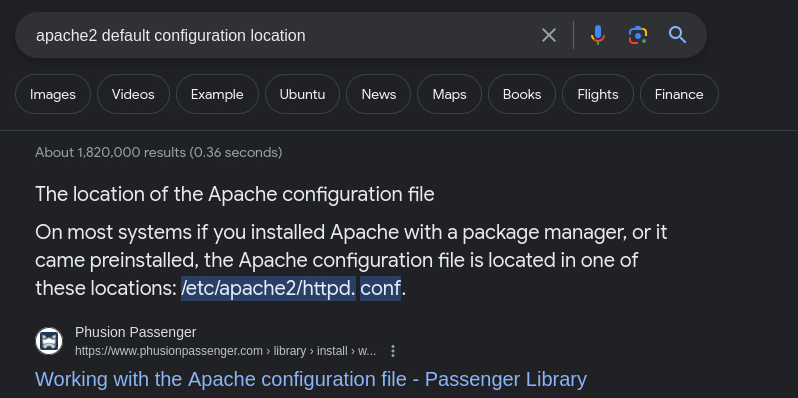 apache2 default configuration location
Images Videos Example Ubuntu News Maps Books Flights Finance
About 1,820,000 results (0.36 seconds)
The location of the Apache configuration file
On most systems if you installed Apache with a package manager, or it
came preinstalled, the Apache configuration file is located in one of
these locations: /etc/apache2/httpd. conf.
Phusion Passenger
https://www.phusionpassenger.com › library › install › w...
Working with the Apache configuration file - Passenger Library